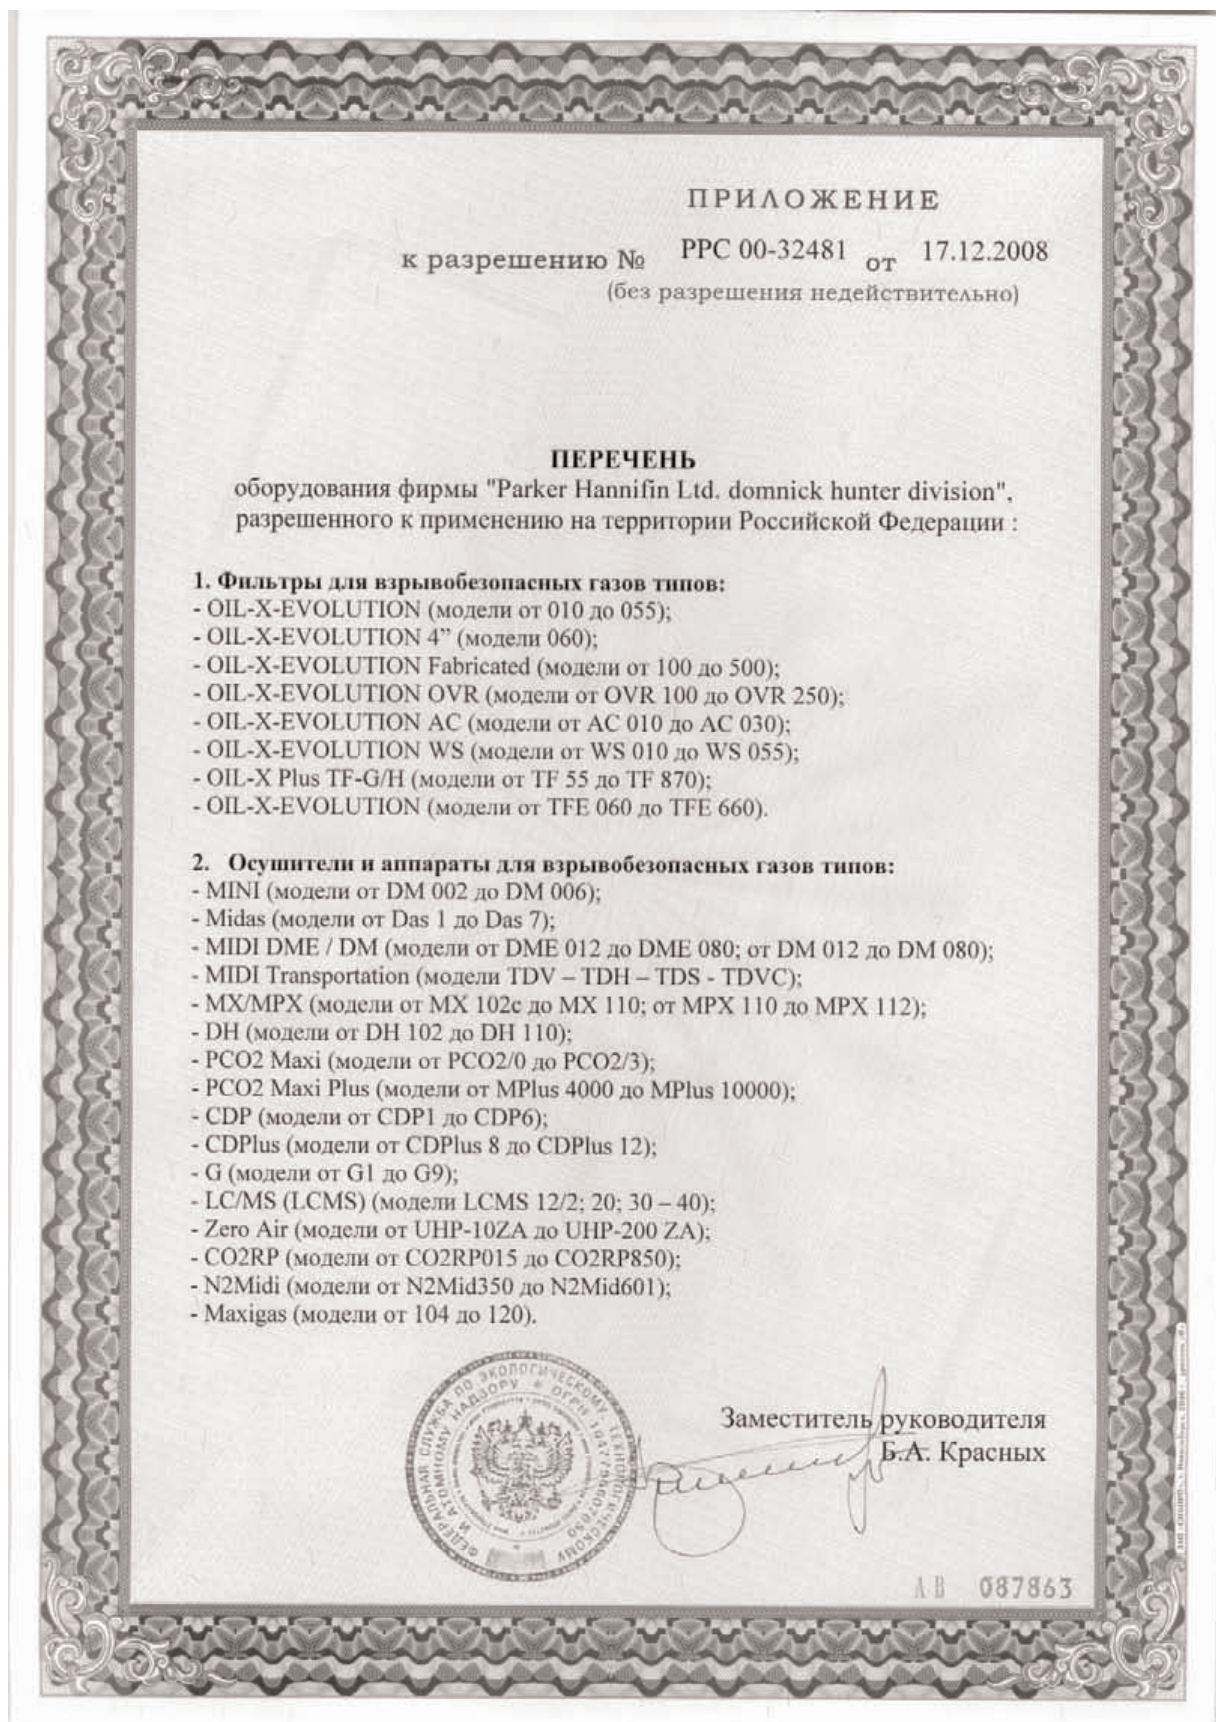 ПРИЛОЖЕНИЕ
к разрешению № РРС 00-32481 от 17.12.2008
(без разрешения недействительно)
ПЕРЕЧЕНЬ
оборудования фирмы "Parker Hannifin Ltd. domnick hunter division",
разрешенного к применению на территории Российской Федерации :
1. Фильтры для взрывобезопасных газов типов:
- OIL-X-EVOLUTION (модели от 010 до 055);
- OIL-X-EVOLUTION 4” (модели 060);
- OIL-X-EVOLUTION Fabricated (модели от 100 до 500);
- OIL-X-EVOLUTION OVR (модели от OVR 100 до OVR 250);
- OIL-X-EVOLUTION AC (модели от AC 010 до AC 030);
- OIL-X-EVOLUTION WS (модели от WS 010 до WS 055);
- OIL-X Plus TF-G/H (модели от TF 55 до TF 870);
- OIL-X-EVOLUTION (модели от TFE 060 до TFE 660).
2. Осушители и аппараты для взрывобезопасных газов типов:
- MINI (модели от DM 002 до DM 006);
- Midas (модели от Das 1 до Das 7);
- MIDI DME / DM (модели от DME 012 до DME 080; от DM 012 до DM 080);
- MIDI Transportation (модели TDV – TDH – TDS - TDVC);
- MX/MPX (модели от MX 102c до MX 110; от MPX 110 до MPX 112);
- DH (модели от DH 102 до DH 110);
- PCO2 Maxi (модели от PCO2/0 до PCO2/3);
- PCO2 Maxi Plus (модели от MPlus 4000 до MPlus 10000);
- CDP (модели от CDP1 до CDP6);
- CDPlus (модели от CDPlus 8 до CDPlus 12);
- G (модели от G1 до G9);
- LC/MS (LCMS) (модели LCMS 12/2; 20; 30 – 40);
- Zero Air (модели от UHP-10ZA до UHP-200 ZA);
- CO2RP (модели от CO2RP015 до CO2RP850);
- N2Midi (модели от N2Mid350 до N2Mid601);
- Maxigas (модели от 104 до 120).
ФЕДЕРАЛЬНАЯ СЛУЖБА ПО ЭКОЛОГИЧЕСКОМУ, ТЕХНОЛОГИЧЕСКОМУ
И АТОМНОМУ НАДЗОРУ * ОГРН 1047796607650
Заместитель руководителя
Б.А. Красных
АВ 087863